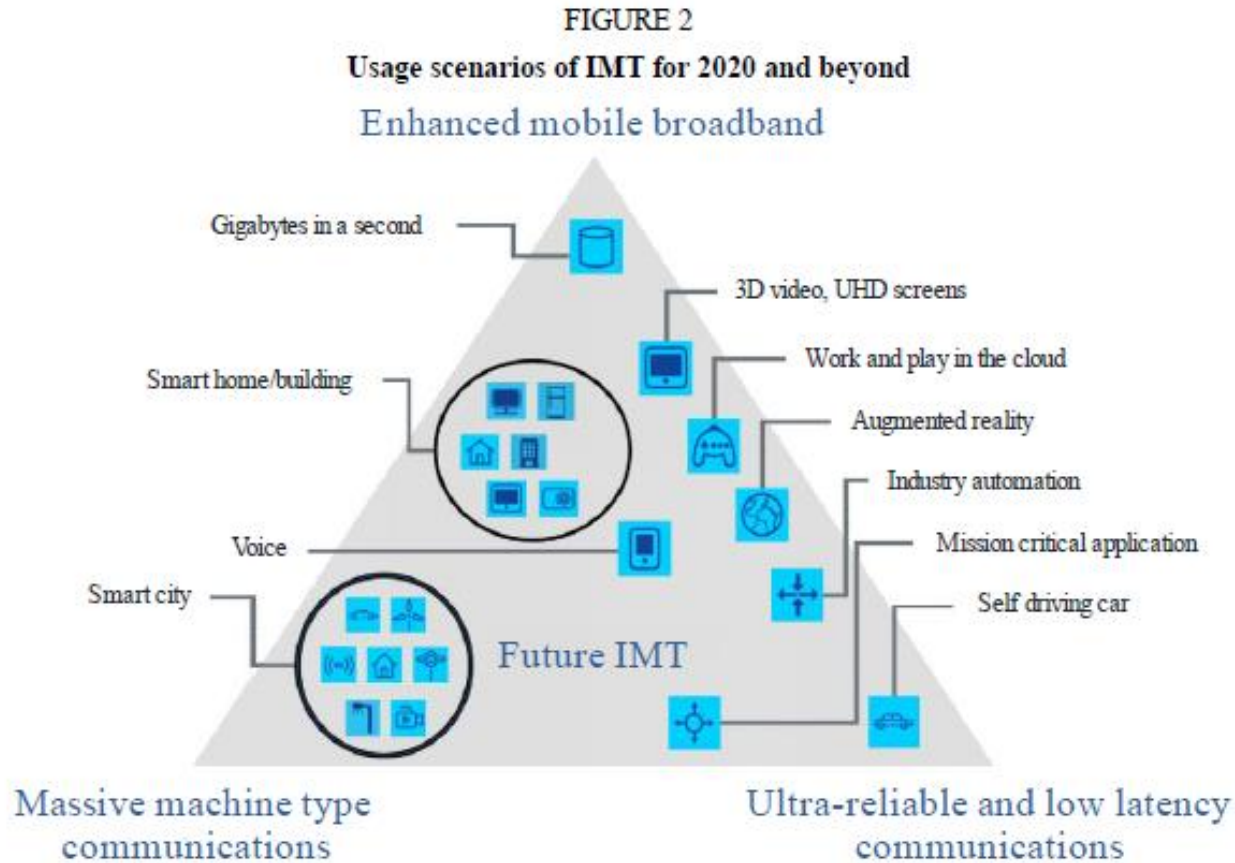 FIGURE 2
Usage scenarios of IMT for 2020 and beyond
Enhanced mobile broadband
Gigabytes in a second
3D video, UHD screens
Work and play in the cloud
Smart home/building
Augmented reality
Industry automation
Mission critical application
Voice
Smart city
Self driving car
Future IMT
Massive machine type
communications
Ultra-reliable and low latency
communications